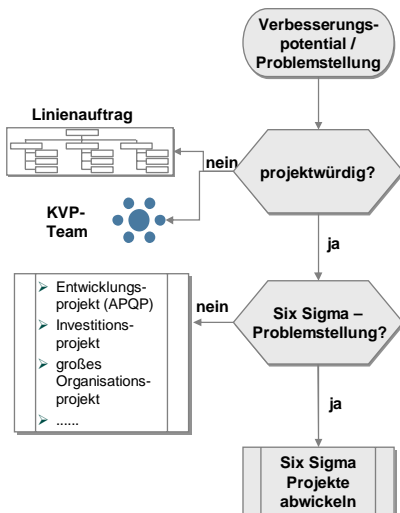 Verbesserungs-
potential /
Problemstellung
Linienauftrag
nein
projektwürdig?
KVP-
Team
ja
➢ Entwicklungs-
projekt (APQP)
➢ Investitions-
projekt
➢ großes
Organisations-
projekt
➢ ......
nein
Six Sigma –
Problemstellung?
ja
Six Sigma
Projekte
abwickeln